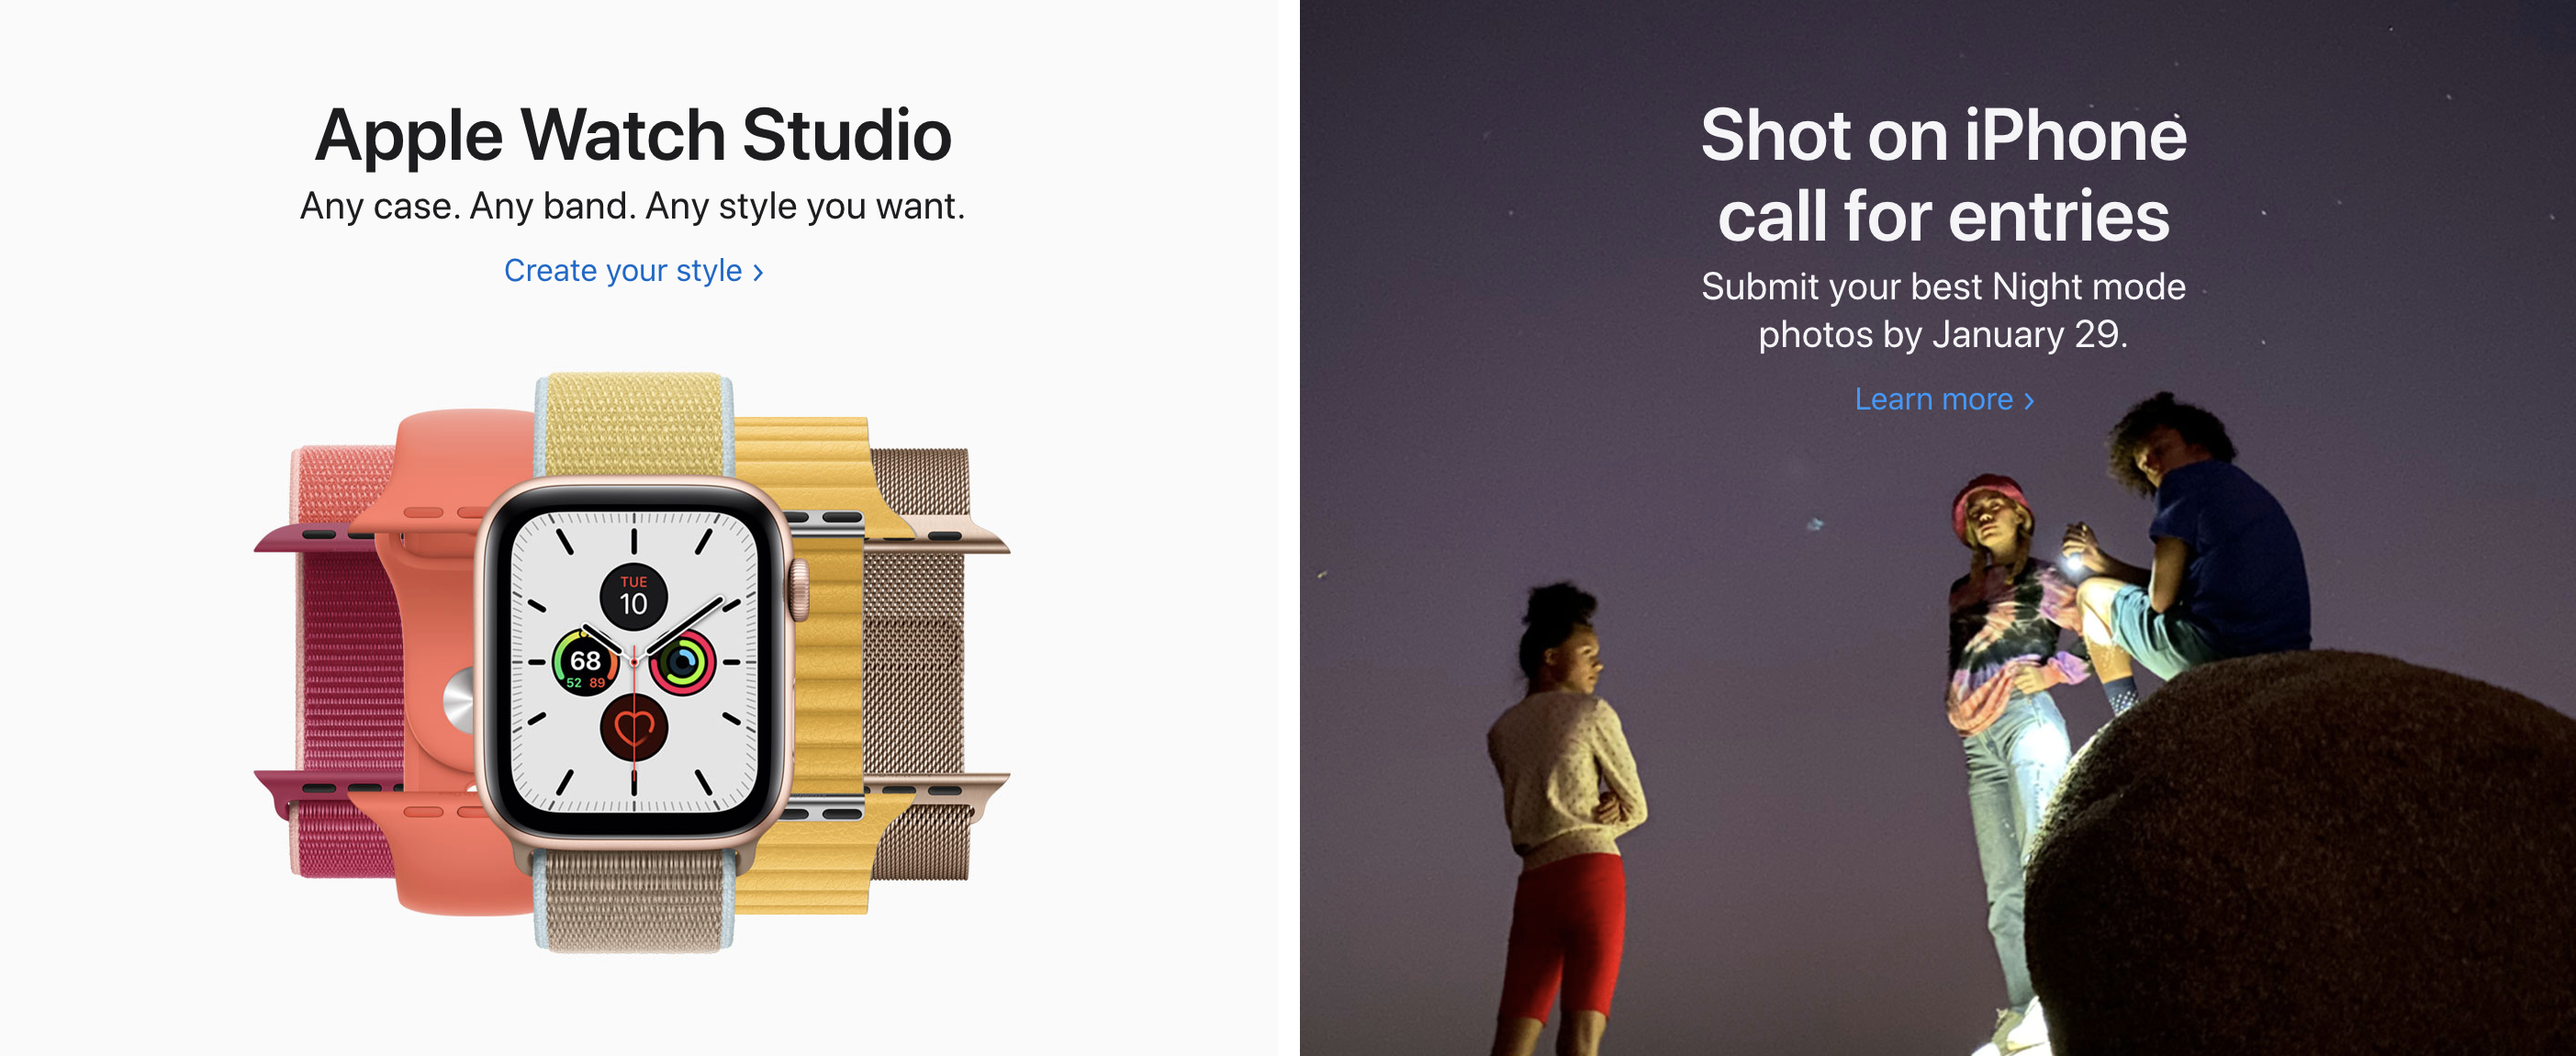 Apple Watch Studio
Any case. Any band. Any style you want.
Create your style ›
TUE
10
68
52 89
Shot on iPhone
call for entries
Submit your best Night mode
photos by January 29.
Learn more ›